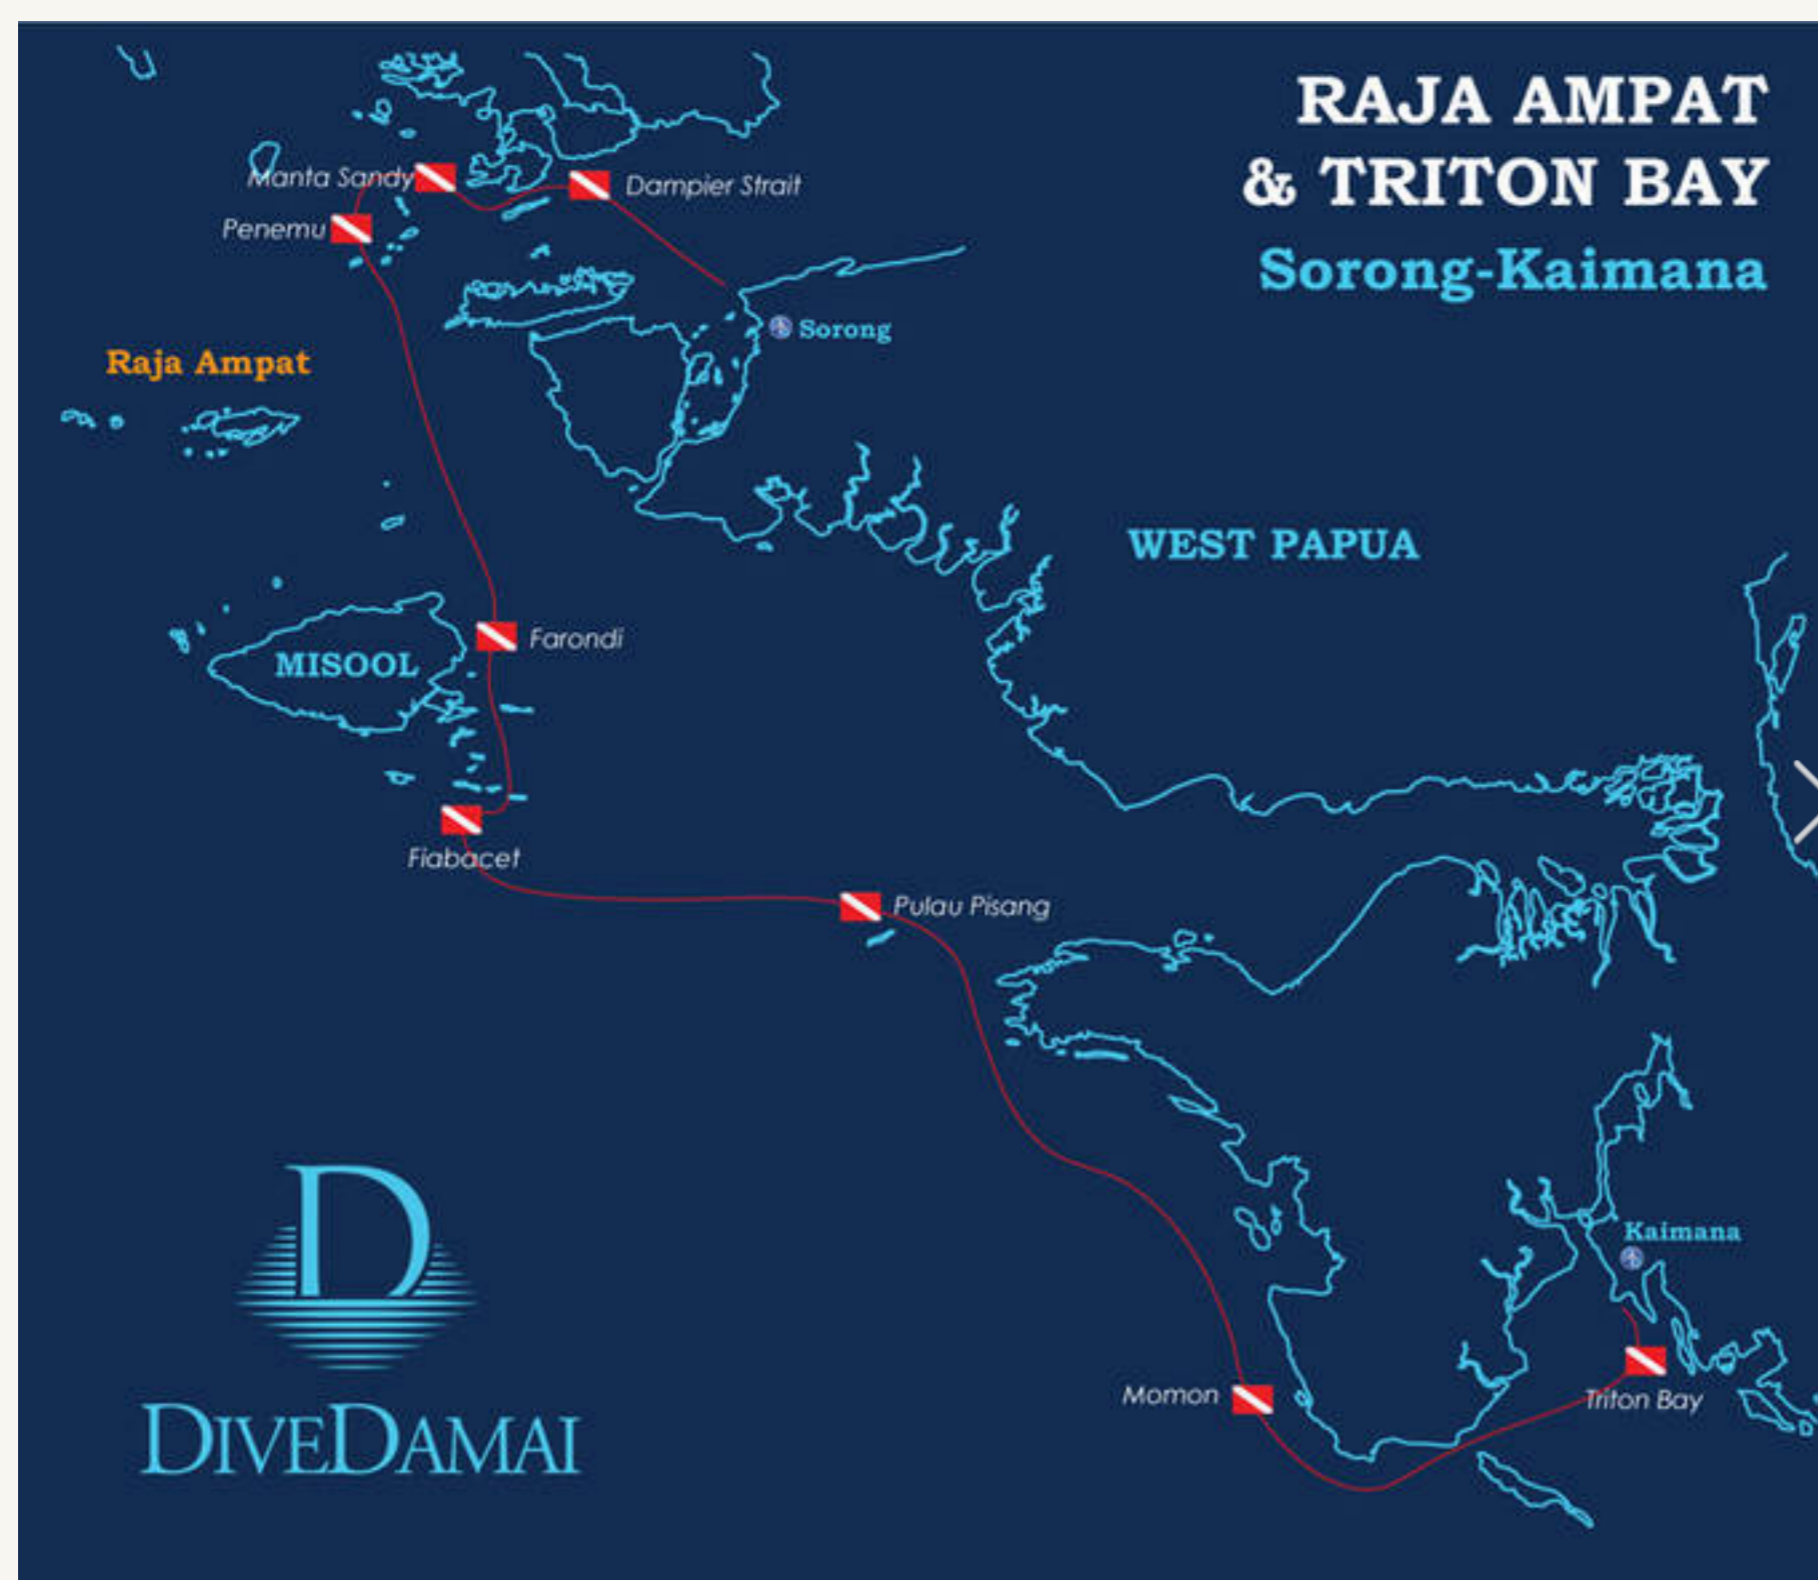 RAJA AMPAT
& TRITON BAY
Sorong-Kaimana
Manta Sandy
Dampier Strait
Penemu
Sorong
Raja Ampat
WEST PAPUA
Farondi
MISOOL
Fiabacet
Pulau Pisang
Kaimana
Momon
Triton Bay
D
DIVEDAMAI